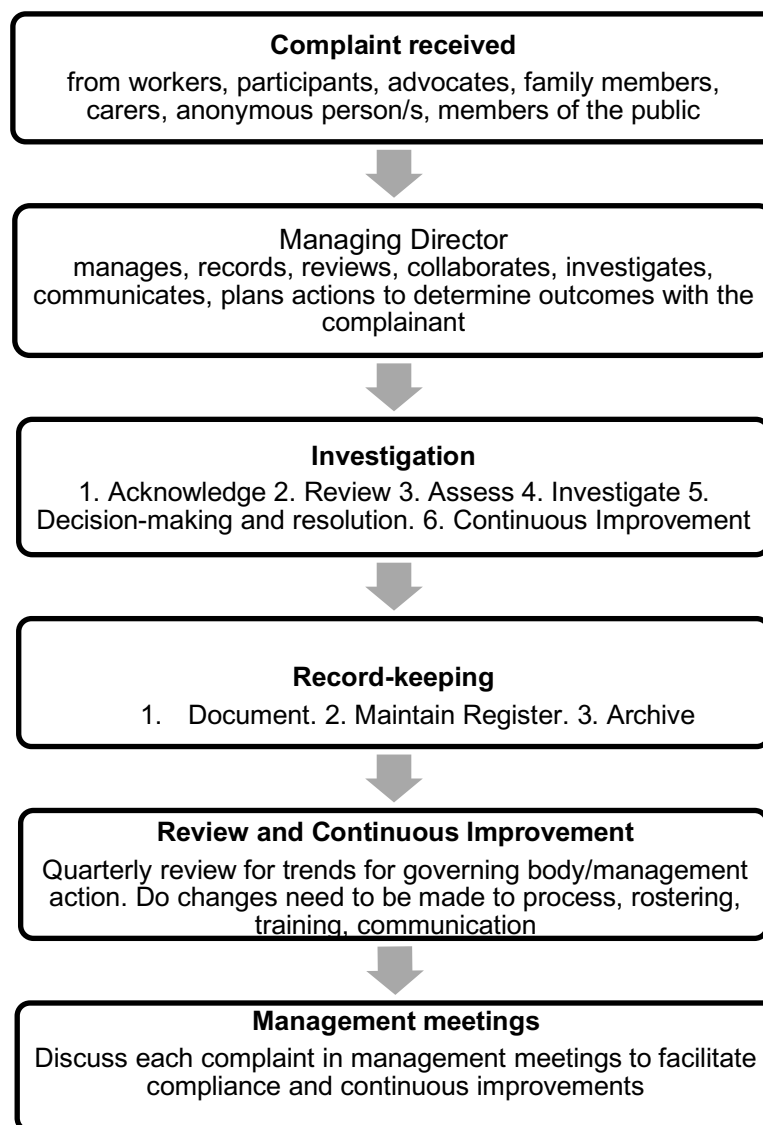 Complaint received
from workers, participants, advocates, family members,
carers, anonymous person/s, members of the public
Managing Director
manages, records, reviews, collaborates, investigates,
communicates, plans actions to determine outcomes with the
complainant
Investigation
1. Acknowledge 2. Review 3. Assess 4. Investigate 5.
Decision-making and resolution. 6. Continuous Improvement
Record-keeping
1. Document. 2. Maintain Register. 3. Archive
Review and Continuous Improvement
Quarterly review for trends for governing body/management
action. Do changes need to be made to process, rostering,
training, communication
Management meetings
Discuss each complaint in management meetings to facilitate
compliance and continuous improvements